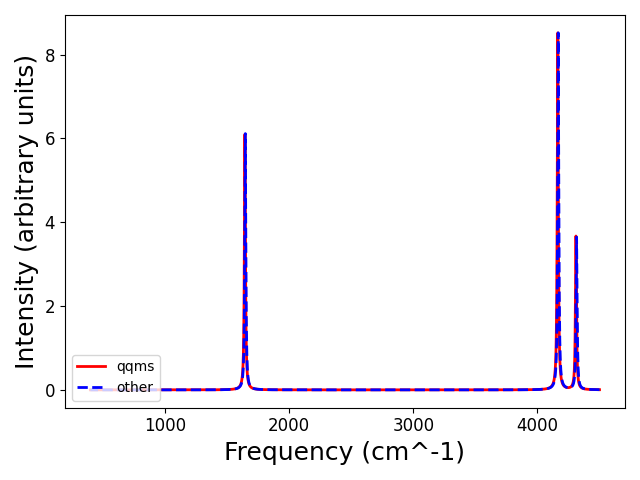 Intensity (arbitrary units)
8
6
4
2
0
qqms
other
1000
2000
3000
4000
Frequency (cm^-1)